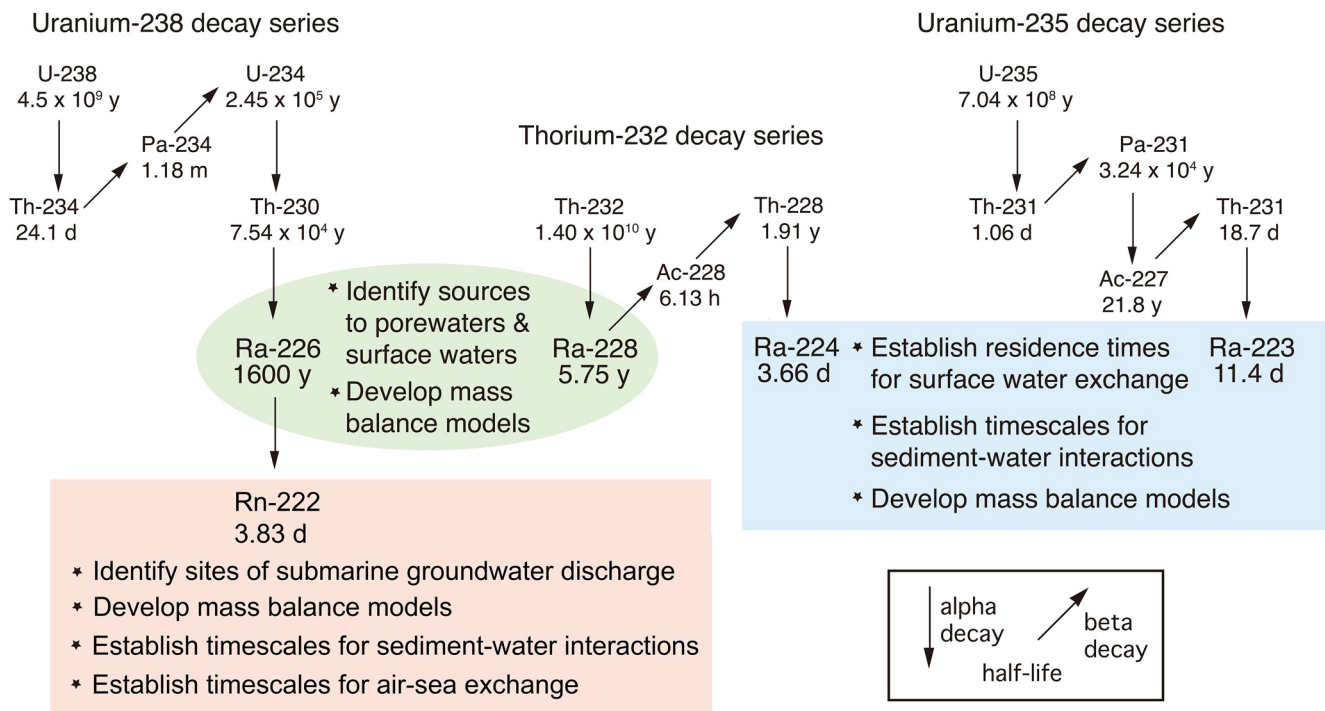 Uranium-238 decay series
U-238
4.5 x 10⁹ y
Th-234
24.1 d
Pa-234
1.18 m
U-234
2.45 x 10⁵ y
Th-230
7.54 x 10⁴ y
Ra-226
1600 y
Thorium-232 decay series
Th-232
1.40 x 10¹⁰ y
Ra-228
5.75 y
Ac-228
6.13 h
Th-228
1.91 y
★ Identify sources
to porewaters &
surface waters
★ Develop mass
balance models
Rn-222
3.83 d
★ Identify sites of submarine groundwater discharge
★ Develop mass balance models
★ Establish timescales for sediment-water interactions
★ Establish timescales for air-sea exchange
Uranium-235 decay series
U-235
7.04 x 10⁸ y
Th-231
1.06 d
Pa-231
3.24 x 10⁴ y
Ac-227
21.8 y
Th-231
18.7 d
Ra-224
3.66 d
★ Establish residence times
for surface water exchange
★ Establish timescales for
sediment-water interactions
★ Develop mass balance models
Ra-223
11.4 d
alpha
decay
beta
decay
half-life